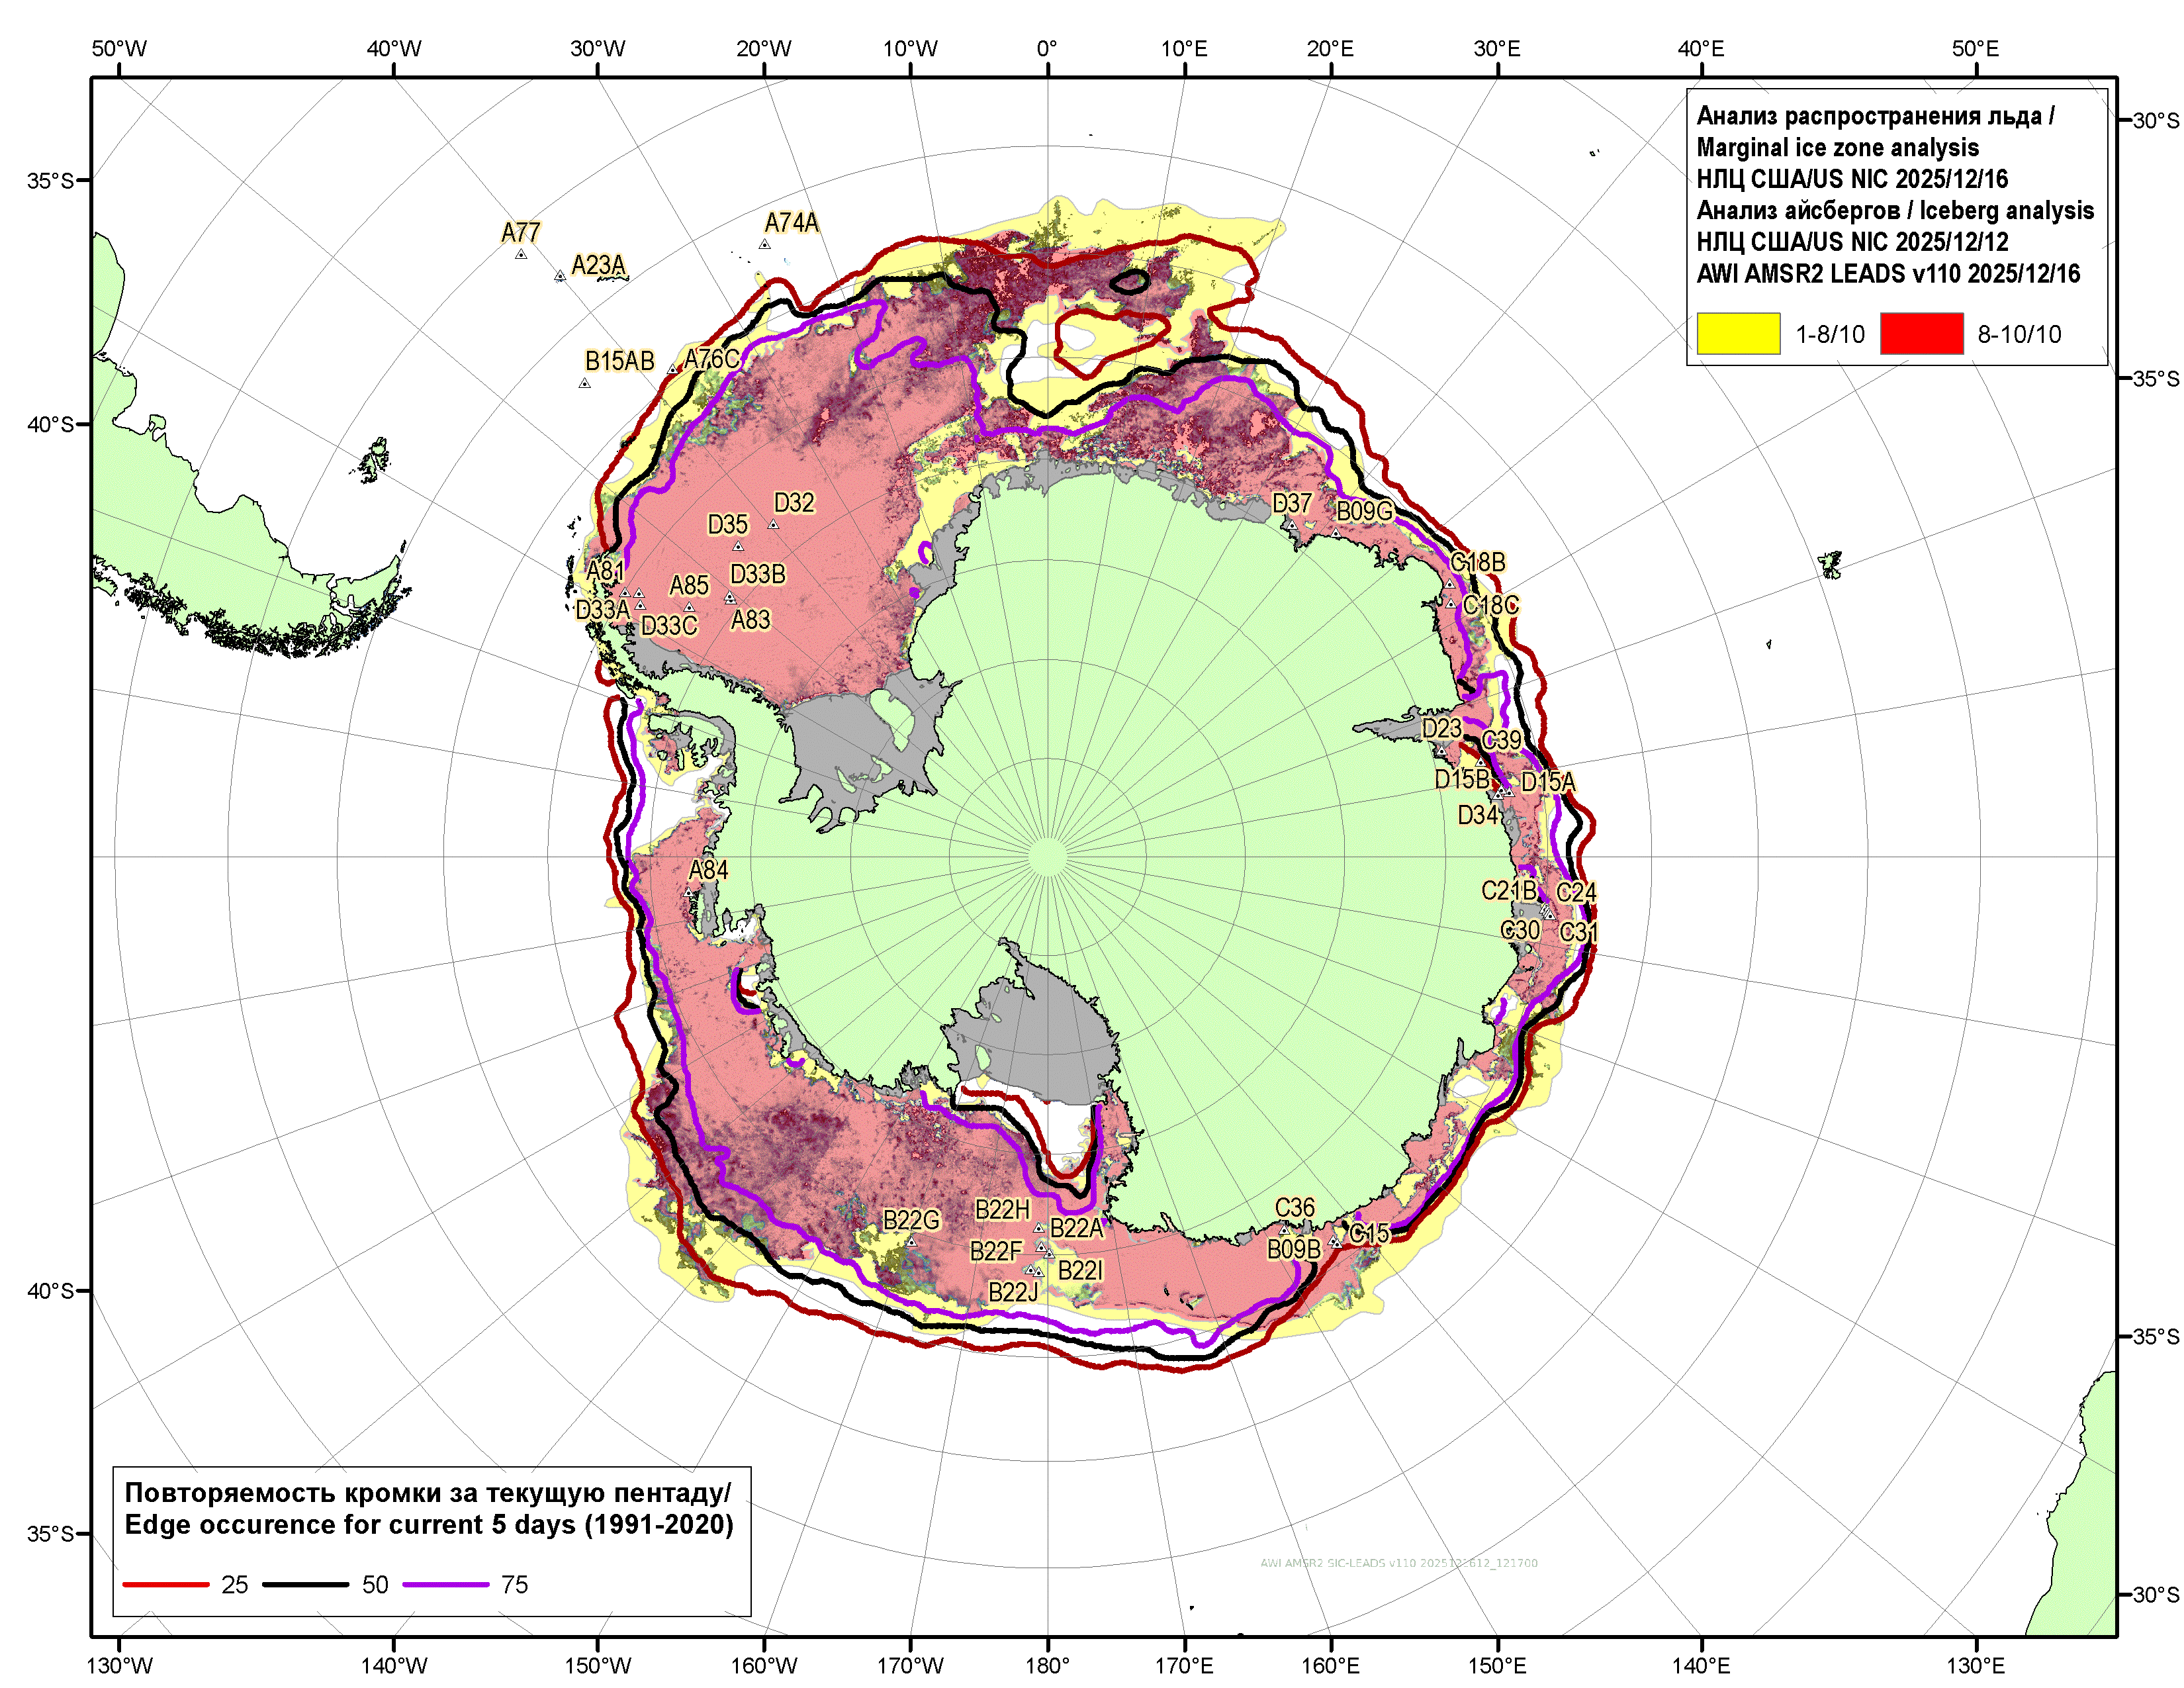 50°W 40°W 30°W 20°W 10°W 0° 10°E 20°E 30°E 40°E 50°E
Анализ распространения льда /
Marginal ice zone analysis
НЛЦ США/US NIC 2025/12/16
Анализ айсбергов / Iceberg analysis
НЛЦ США/US NIC 2025/12/12
AWI AMSR2 LEADS v110 2025/12/16
1-8/10 8-10/10
30°S
35°S
A74A
A77
A23A
B15AB
A76C
35°S
40°S
D32
D37
B09G
D35
C18B
A81
D33B
A85
C18C
D33A
D33C
A83
D23
C39
D15B
D15A
D34
A84
C21B
C24
C30
C31
B22H
C36
B22G
B22A
C15
B22F
B09B
B22I
B22J
40°S
35°S
Повторяемость кромки за текущую пентаду/
Edge occurence for current 5 days (1991-2020)
25 50 75
35°S
30°S
AWI AMSR2 SIC-LEADS v110 2025121612_121700
130°W 140°W 150°W 160°W 170°W 180° 170°E 160°E 150°E 140°E 130°E